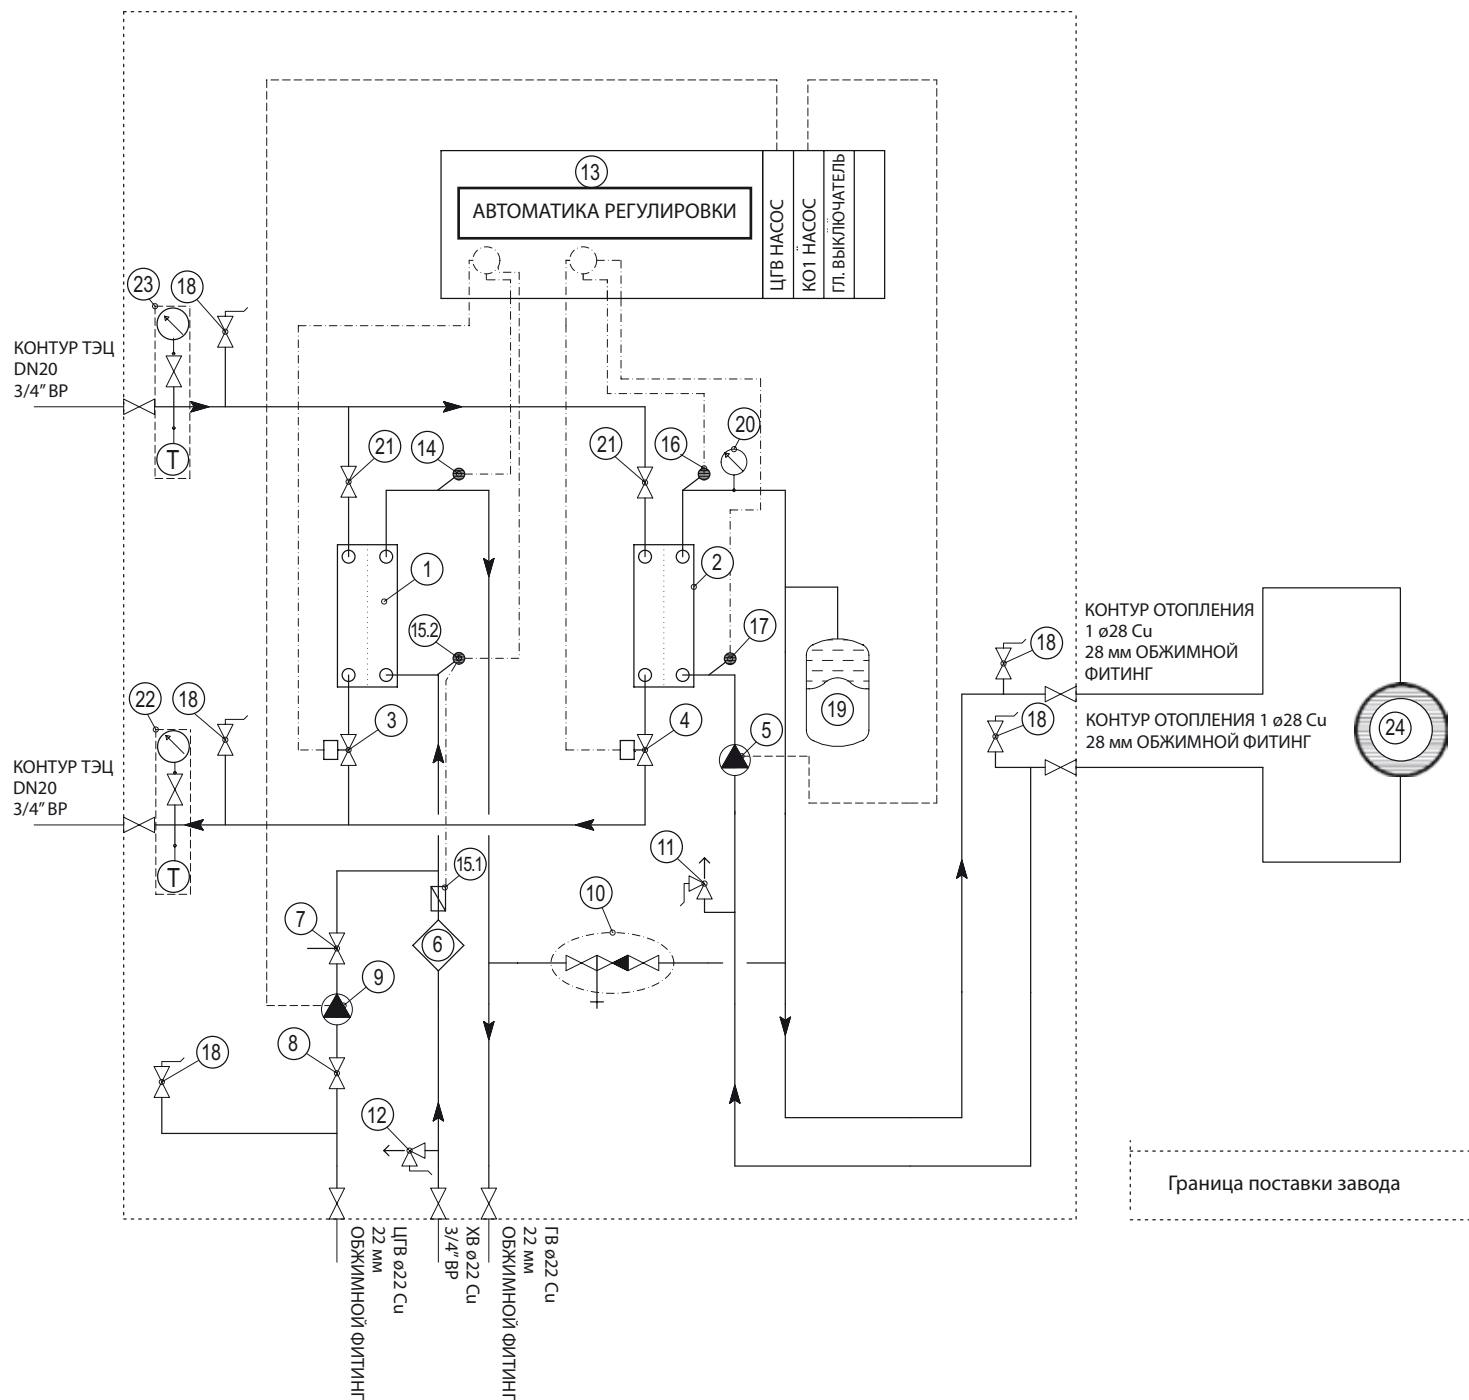 13
АВТОМАТИКА РЕГУЛИРОВКИ
ЦГВ НАСОС
КО1 НАСОС
ГЛ. ВЫКЛЮЧАТЕЛЬ
23
18
КОНТУР ТЭЦ
DN20
3/4” ВР
T
21
14
21
16
20
1
2
15.2
17
КОНТУР ОТОПЛЕНИЯ
1 ø28 Cu
28 мм ОБЖИМНОЙ
ФИТИНГ
18
22
18
3
4
5
19
18
КОНТУР ОТОПЛЕНИЯ 1 ø28 Cu
28 мм ОБЖИМНОЙ ФИТИНГ
24
КОНТУР ТЭЦ
DN20
3/4” ВР
T
15.1
11
10
7
6
9
18
8
12
Граница поставки завода
ЦГВ ø22 Cu
22 мм
ОБЖИМНОЙ ФИТИНГ
ХВ ø22 Cu
3/4” ВР
ГВ ø22 Cu
22 мм
ОБЖИМНОЙ ФИТИНГ